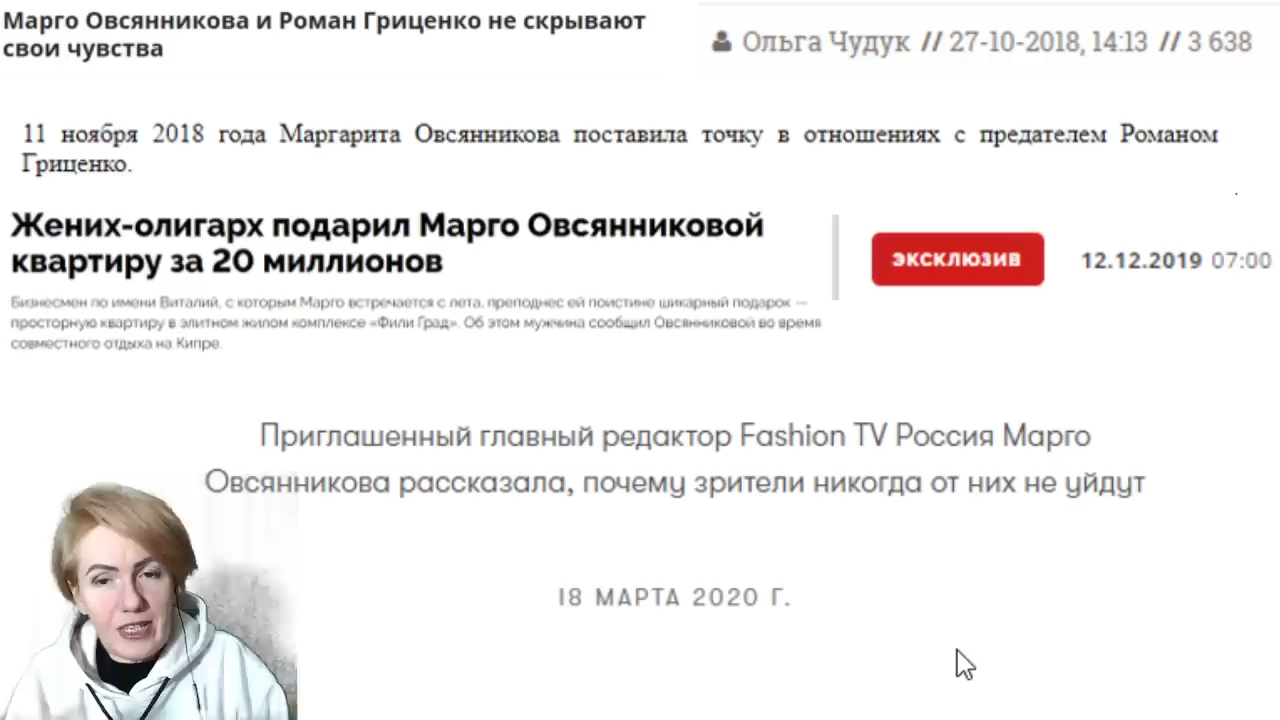 Марго Овсянникова и Роман Гриценко не скрывают
свои чувства
Ольга Чудук // 27-10-2018, 14:13 // 3 638
11 ноября 2018 года Маргарита Овсянникова поставила точку в отношениях с предателем Романом
Гриценко.
Жених-олигарх подарил Марго Овсянниковой
квартиру за 20 миллионов
ЭКСКЛЮЗИВ
12.12.2019 07:00
Бизнесмен по имени Виталий, с которым Марго встречается с лета, преподнес ей поистине шикарный подарок —
просторную квартиру в элитном жилом комплексе «Фили Град». Об этом мужчина сообщил Овсянниковой во время
совместного отдыха на Кипре.
Приглашенный главный редактор Fashion TV Россия Марго
Овсянникова рассказала, почему зрители никогда от них не уйдут
18 МАРТА 2020 Г.